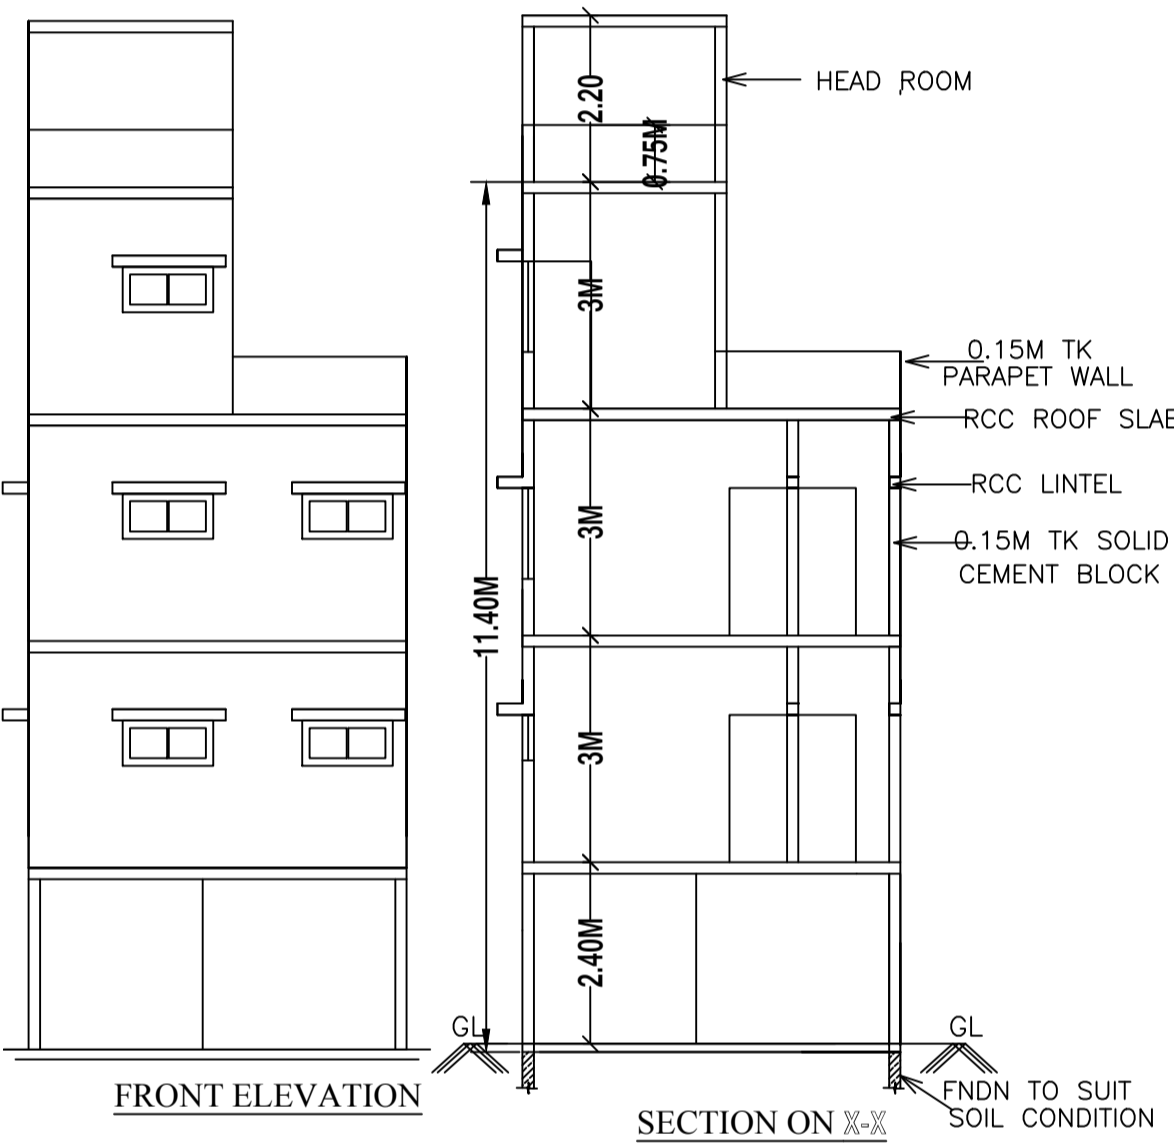 HEAD ROOM
2.20
0.75M
3M
0.15M TK
PARAPET WALL
RCC ROOF SLAB
RCC LINTEL
3M
0.15M TK SOLID
CEMENT BLOCK
11.40M
3M
2.40M
GL
GL
FRONT ELEVATION
FNDN TO SUIT
SOIL CONDITION
SECTION ON X-X